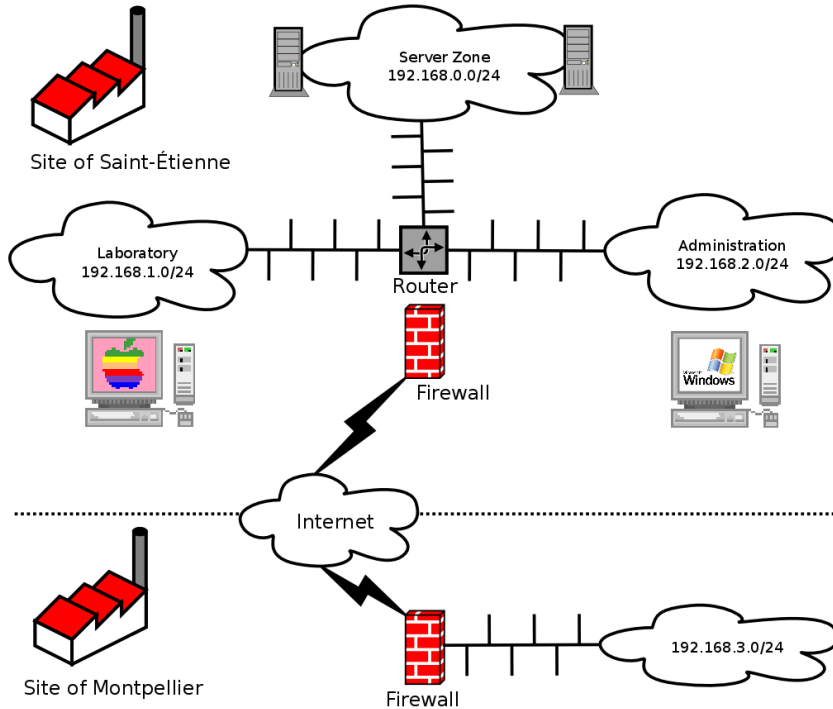 Server Zone
192.168.0.0/24
Site of Saint-Étienne
Laboratory
192.168.1.0/24
Administration
192.168.2.0/24
Router
Firewall
Windows
Internet
Site of Montpellier
192.168.3.0/24
Firewall